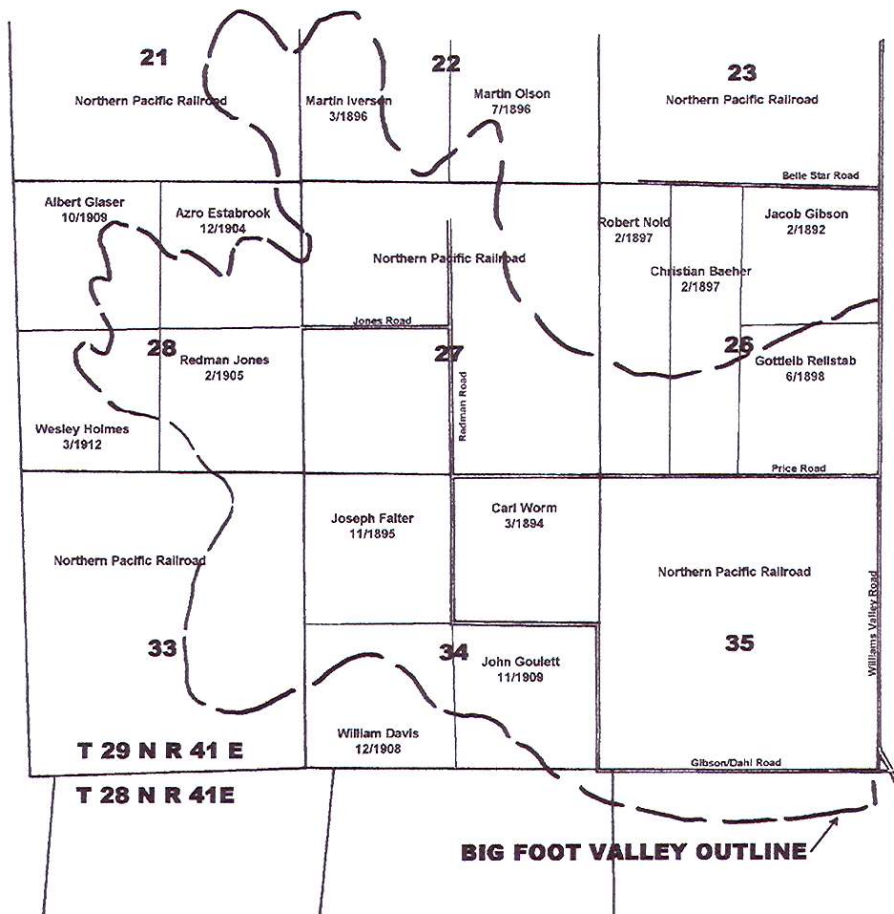 21
22
23
Northern Pacific Railroad
Martin Iversen
3/1896
Martin Olson
7/1896
Northern Pacific Railroad
Belle Star Road
Albert Glaser
10/1909
Azro Estabrook
12/1904
Northern Pacific Railroad
Robert Nold
2/1897
Christian Baeher
2/1897
Jacob Gibson
2/1892
Jones Road
28
Redman Jones
2/1905
27
Redman Road
26
Gottleib Rellstab
6/1898
Wesley Holmes
3/1912
Price Road
Northern Pacific Railroad
Joseph Falter
11/1895
Carl Worm
3/1894
Northern Pacific Railroad
Williams Valley Road
33
34
35
John Goulett
11/1909
William Davis
12/1908
T 29 N R 41 E
Gibson/Dahl Road
T 28 N R 41E
BIG FOOT VALLEY OUTLINE